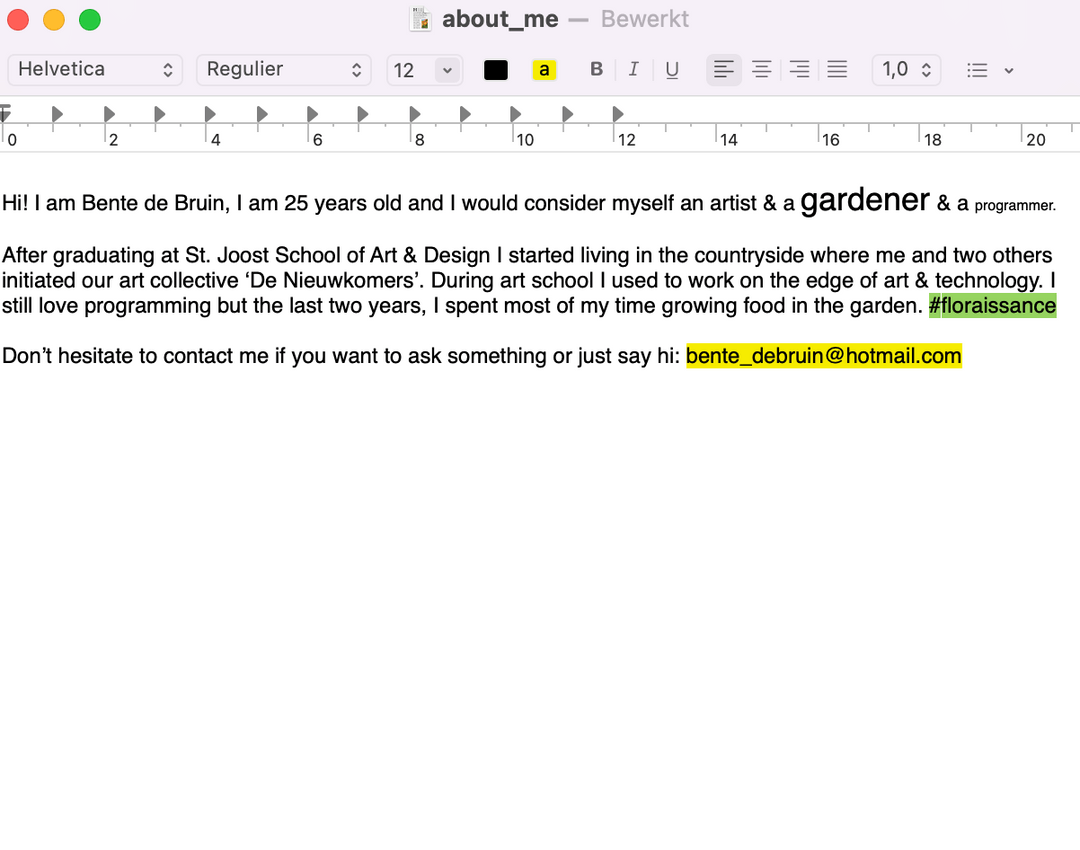 about_me — Bewerkt
Helvetica Regulier 12 a B I U 1,0
0 2 4 6 8 10 12 14 16 18 20
Hi! I am Bente de Bruin, I am 25 years old and I would consider myself an artist & a gardener & a programmer.
After graduating at St. Joost School of Art & Design I started living in the countryside where me and two others
initiated our art collective ‘De Nieuwkomers’. During art school I used to work on the edge of art & technology. I
still love programming but the last two years, I spent most of my time growing food in the garden. #floraissance
Don’t hesitate to contact me if you want to ask something or just say hi: bente_debruin@hotmail.com